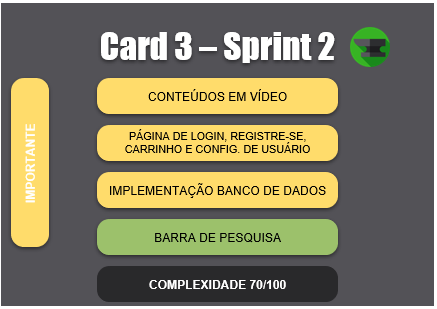 Card 3 – Sprint 2
CONTEÚDOS EM VÍDEO
PÁGINA DE LOGIN, REGISTRE-SE,
CARRINHO E CONFIG. DE USUÁRIO
IMPORTANTE
IMPLEMENTAÇÃO BANCO DE DADOS
BARRA DE PESQUISA
COMPLEXIDADE 70/100